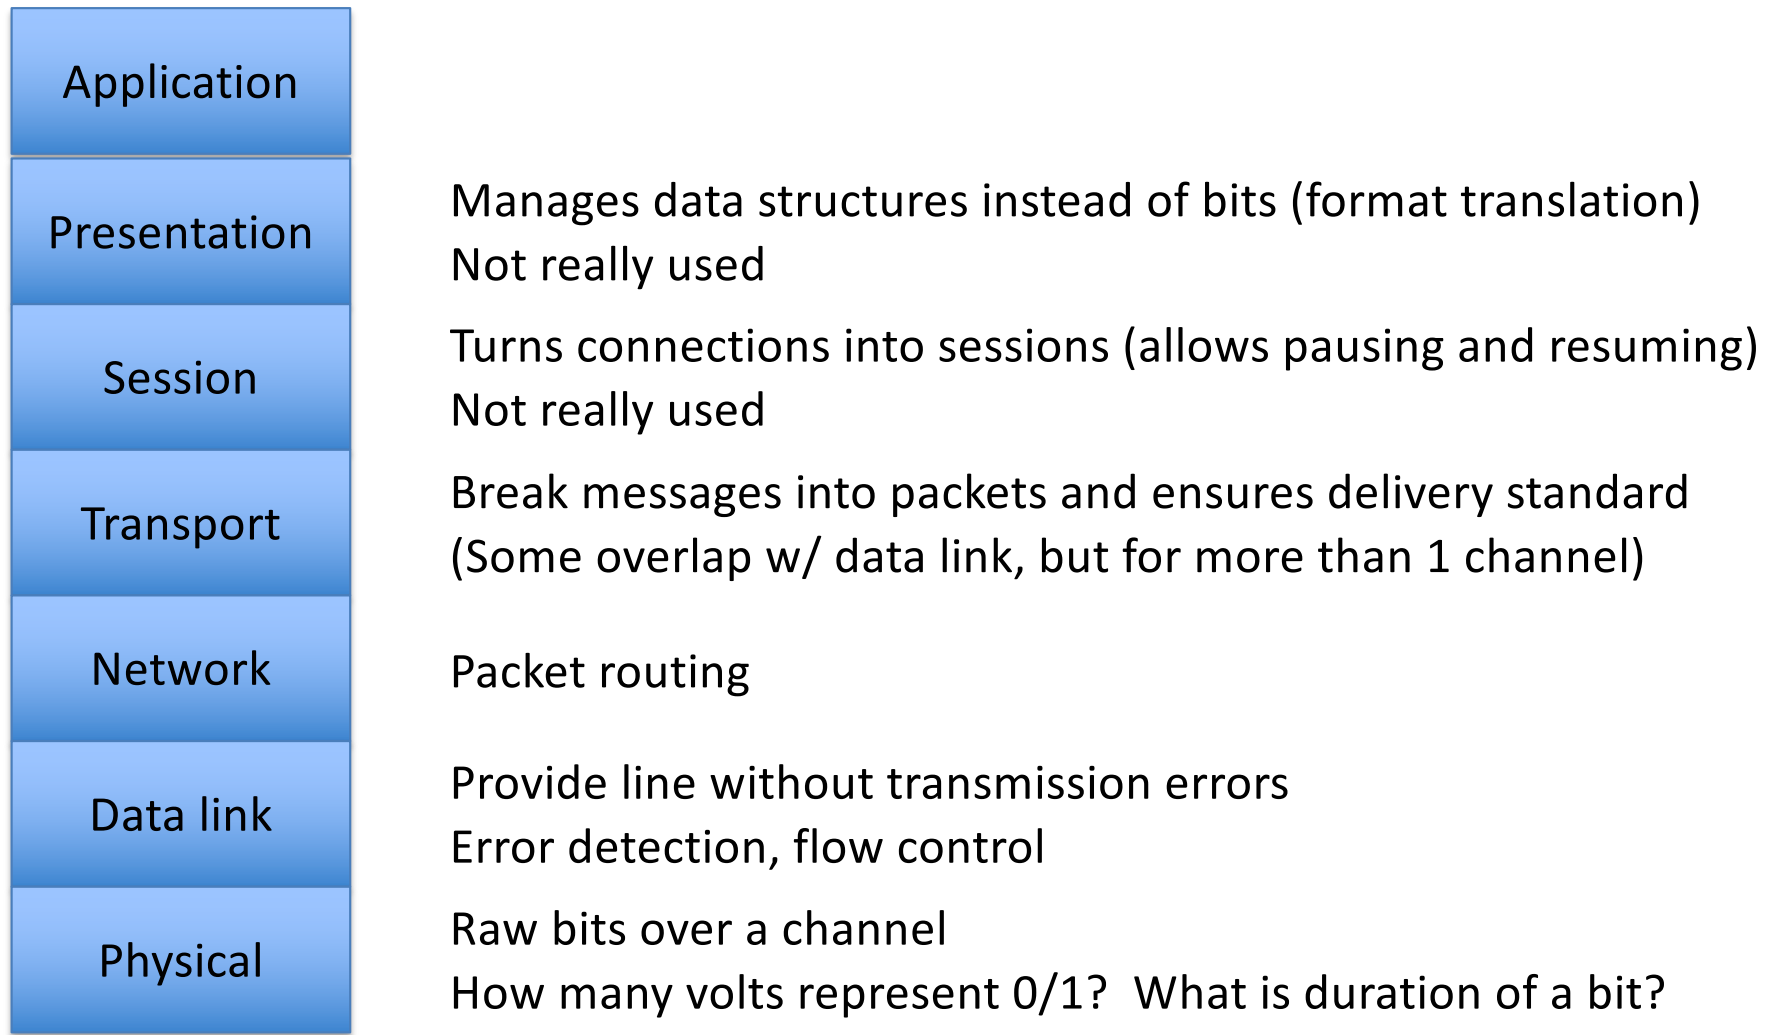 Application
Presentation
Manages data structures instead of bits (format translation)
Not really used
Session
Turns connections into sessions (allows pausing and resuming)
Not really used
Transport
Break messages into packets and ensures delivery standard
(Some overlap w/ data link, but for more than 1 channel)
Network
Packet routing
Data link
Provide line without transmission errors
Error detection, flow control
Physical
Raw bits over a channel
How many volts represent 0/1?  What is duration of a bit?